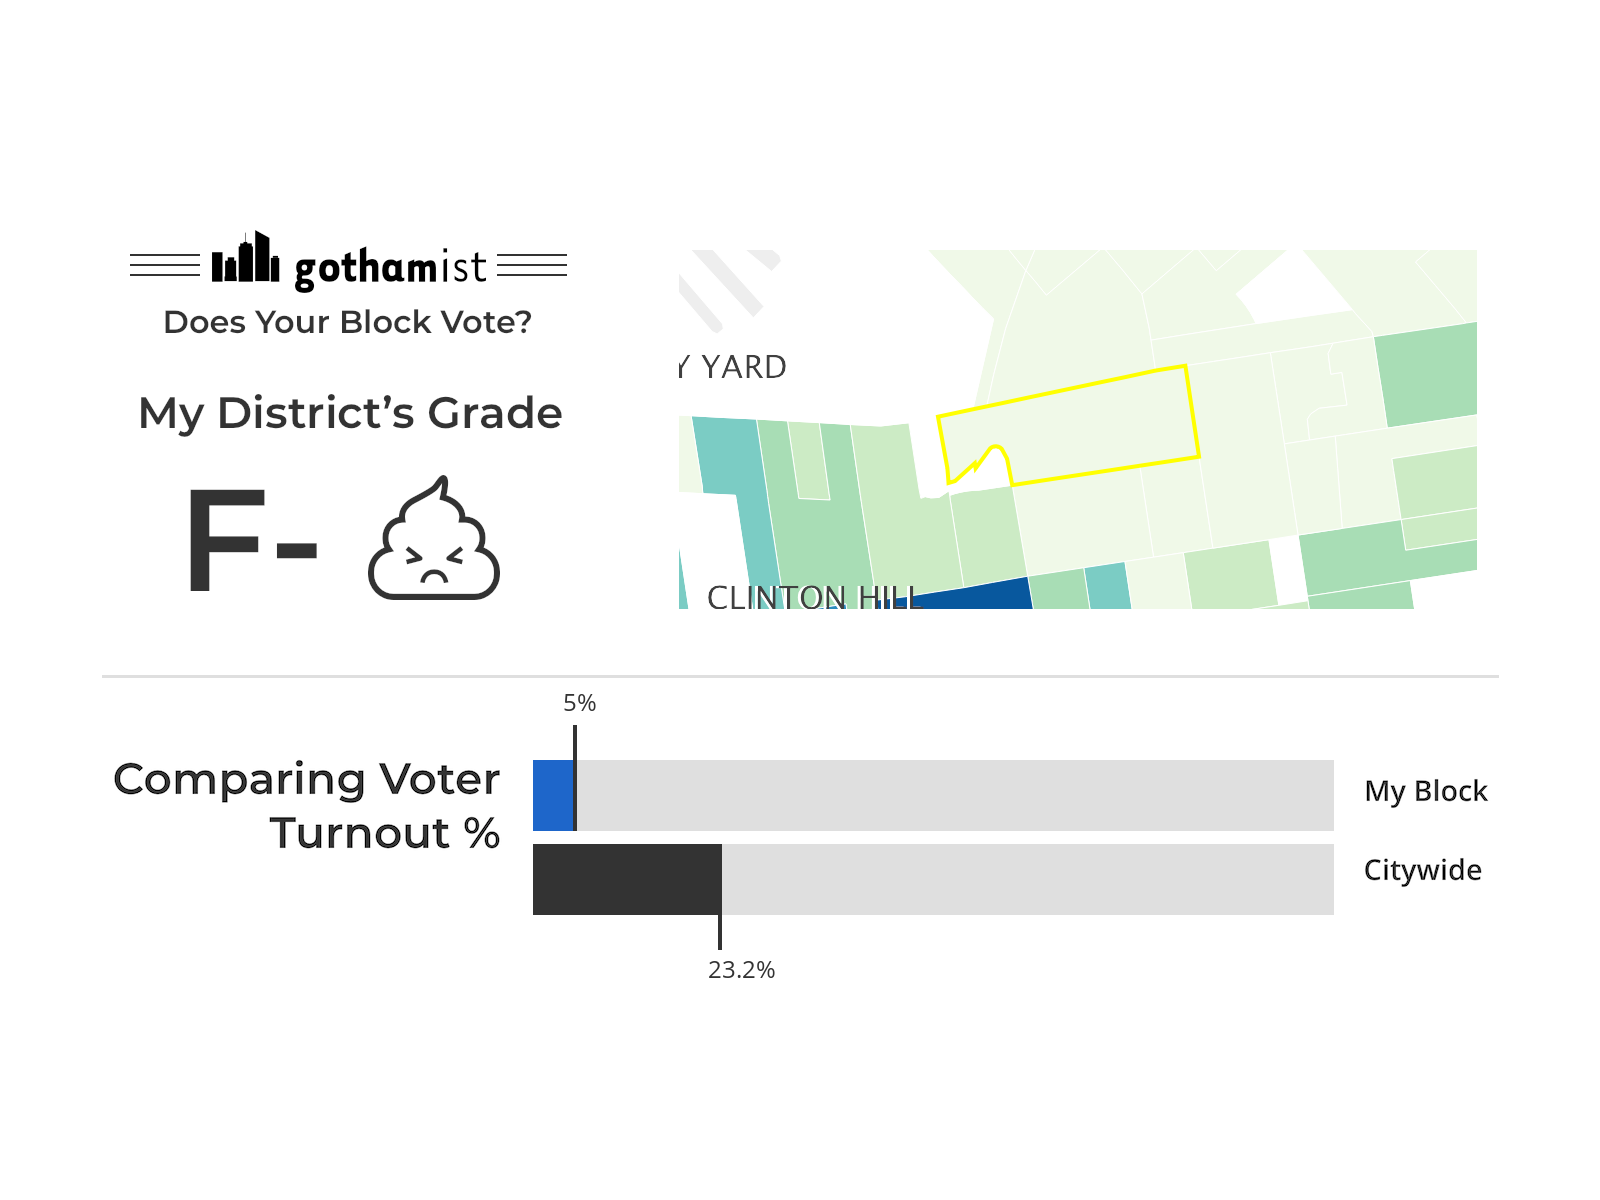 gothamist
Does Your Block Vote?
My District's Grade
F-
Y YARD
CLINTON HILL
5%
Comparing Voter
Turnout %
My Block
Citywide
23.2%